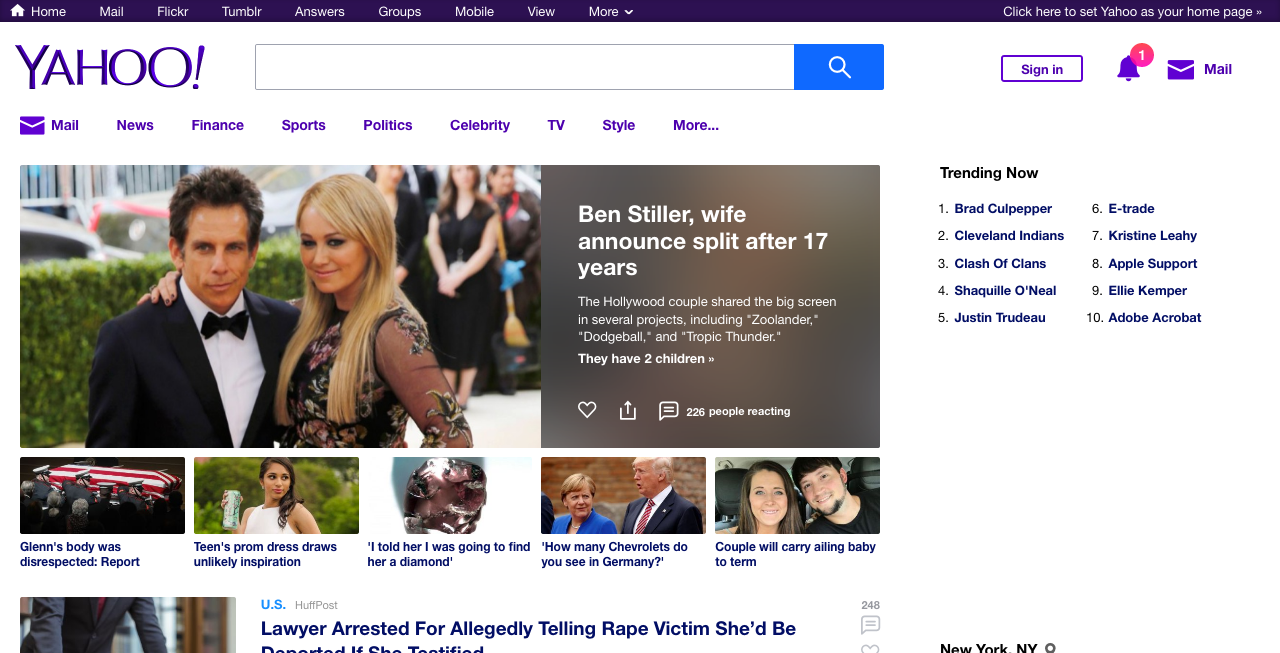 Home Mail Flickr Tumblr Answers Groups Mobile View More Click here to set Yahoo as your home page »
YAHOO!
Sign in
1
Mail
Mail News Finance Sports Politics Celebrity TV Style More...
Ben Stiller, wife
announce split after 17
years
The Hollywood couple shared the big screen
in several projects, including "Zoolander,"
"Dodgeball," and "Tropic Thunder."
They have 2 children »
226 people reacting
Trending Now
1. Brad Culpepper
2. Cleveland Indians
3. Clash Of Clans
4. Shaquille O'Neal
5. Justin Trudeau
6. E-trade
7. Kristine Leahy
8. Apple Support
9. Ellie Kemper
10. Adobe Acrobat
Glenn's body was
disrespected: Report
Teen's prom dress draws
unlikely inspiration
'I told her I was going to find
her a diamond'
'How many Chevrolets do
you see in Germany?'
Couple will carry ailing baby
to term
U.S. HuffPost
248
Lawyer Arrested For Allegedly Telling Rape Victim She’d Be
Deported If She Testified
New York, NY